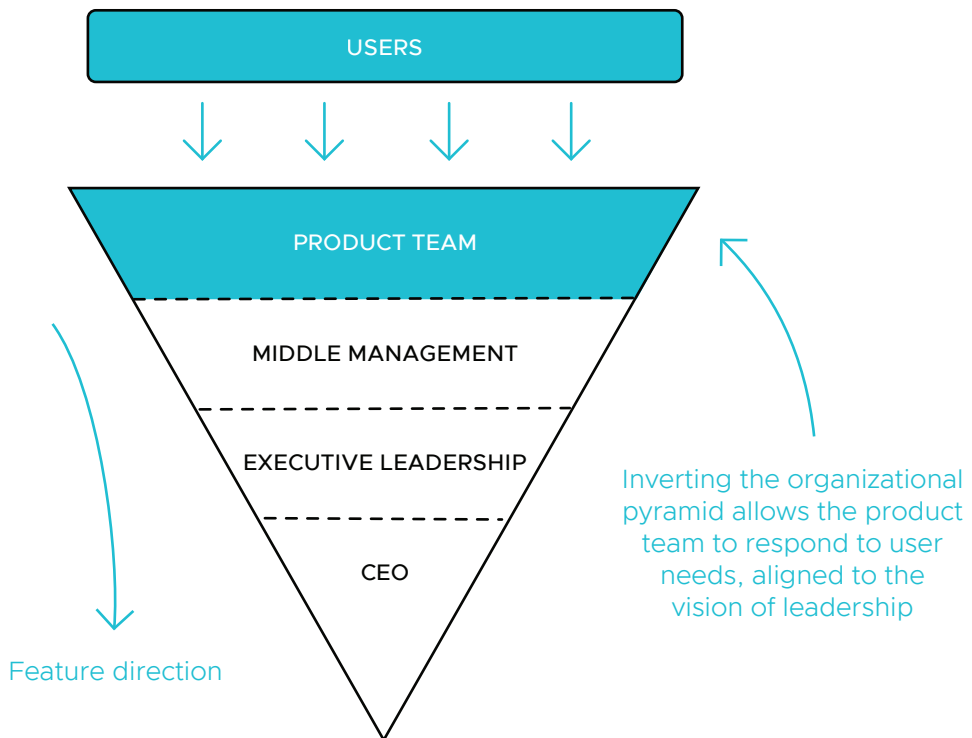 USERS
PRODUCT TEAM
MIDDLE MANAGEMENT
EXECUTIVE LEADERSHIP
CEO
Inverting the organizational
pyramid allows the product
team to respond to user
needs, aligned to the
vision of leadership
Feature direction